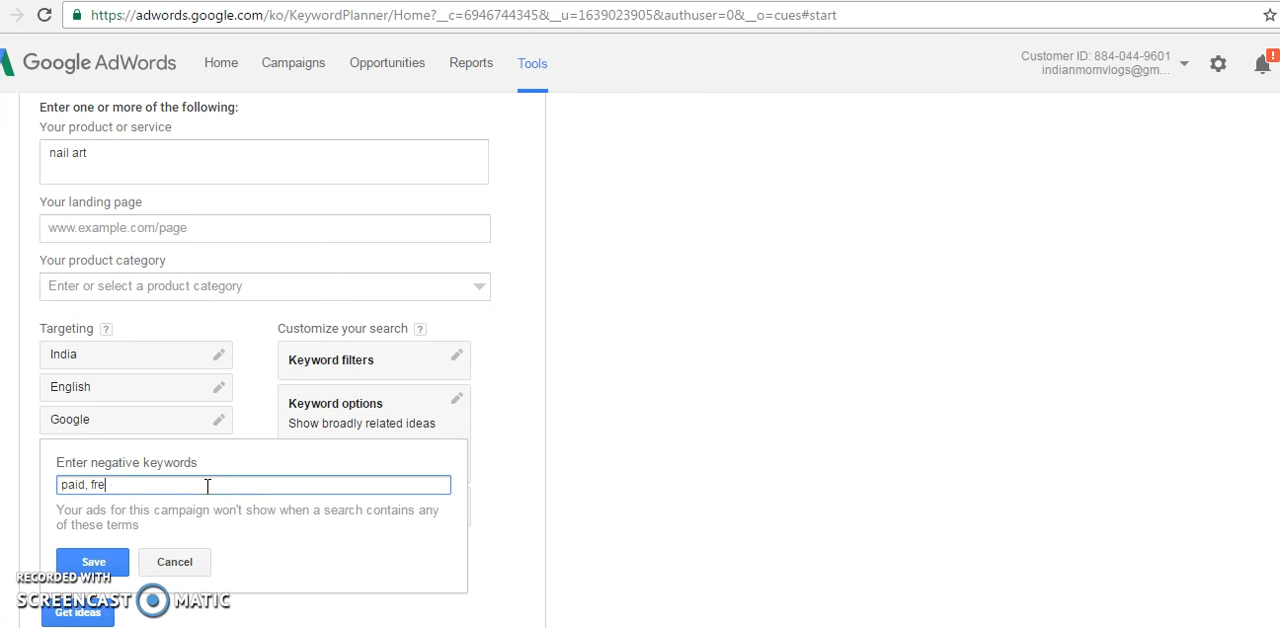 https://adwords.google.com/ko/KeywordPlanner/Home?__c=6946744345&__u=1639023905&authuser=0&__o=cues#start
Google AdWords Home Campaigns Opportunities Reports Tools Customer ID: 884-044-9601
indianmomvlogs@gm... !
Enter one or more of the following:
Your product or service
nail art
Your landing page
www.example.com/page
Your product category
Enter or select a product category
Targeting ? Customize your search ?
India Keyword filters
English Keyword options
Google Show broadly related ideas
Enter negative keywords
paid, fre
Your ads for this campaign won't show when a search contains any
of these terms
Save Cancel
RECORDED WITH
SCREENCAST MATIC
Get ideas